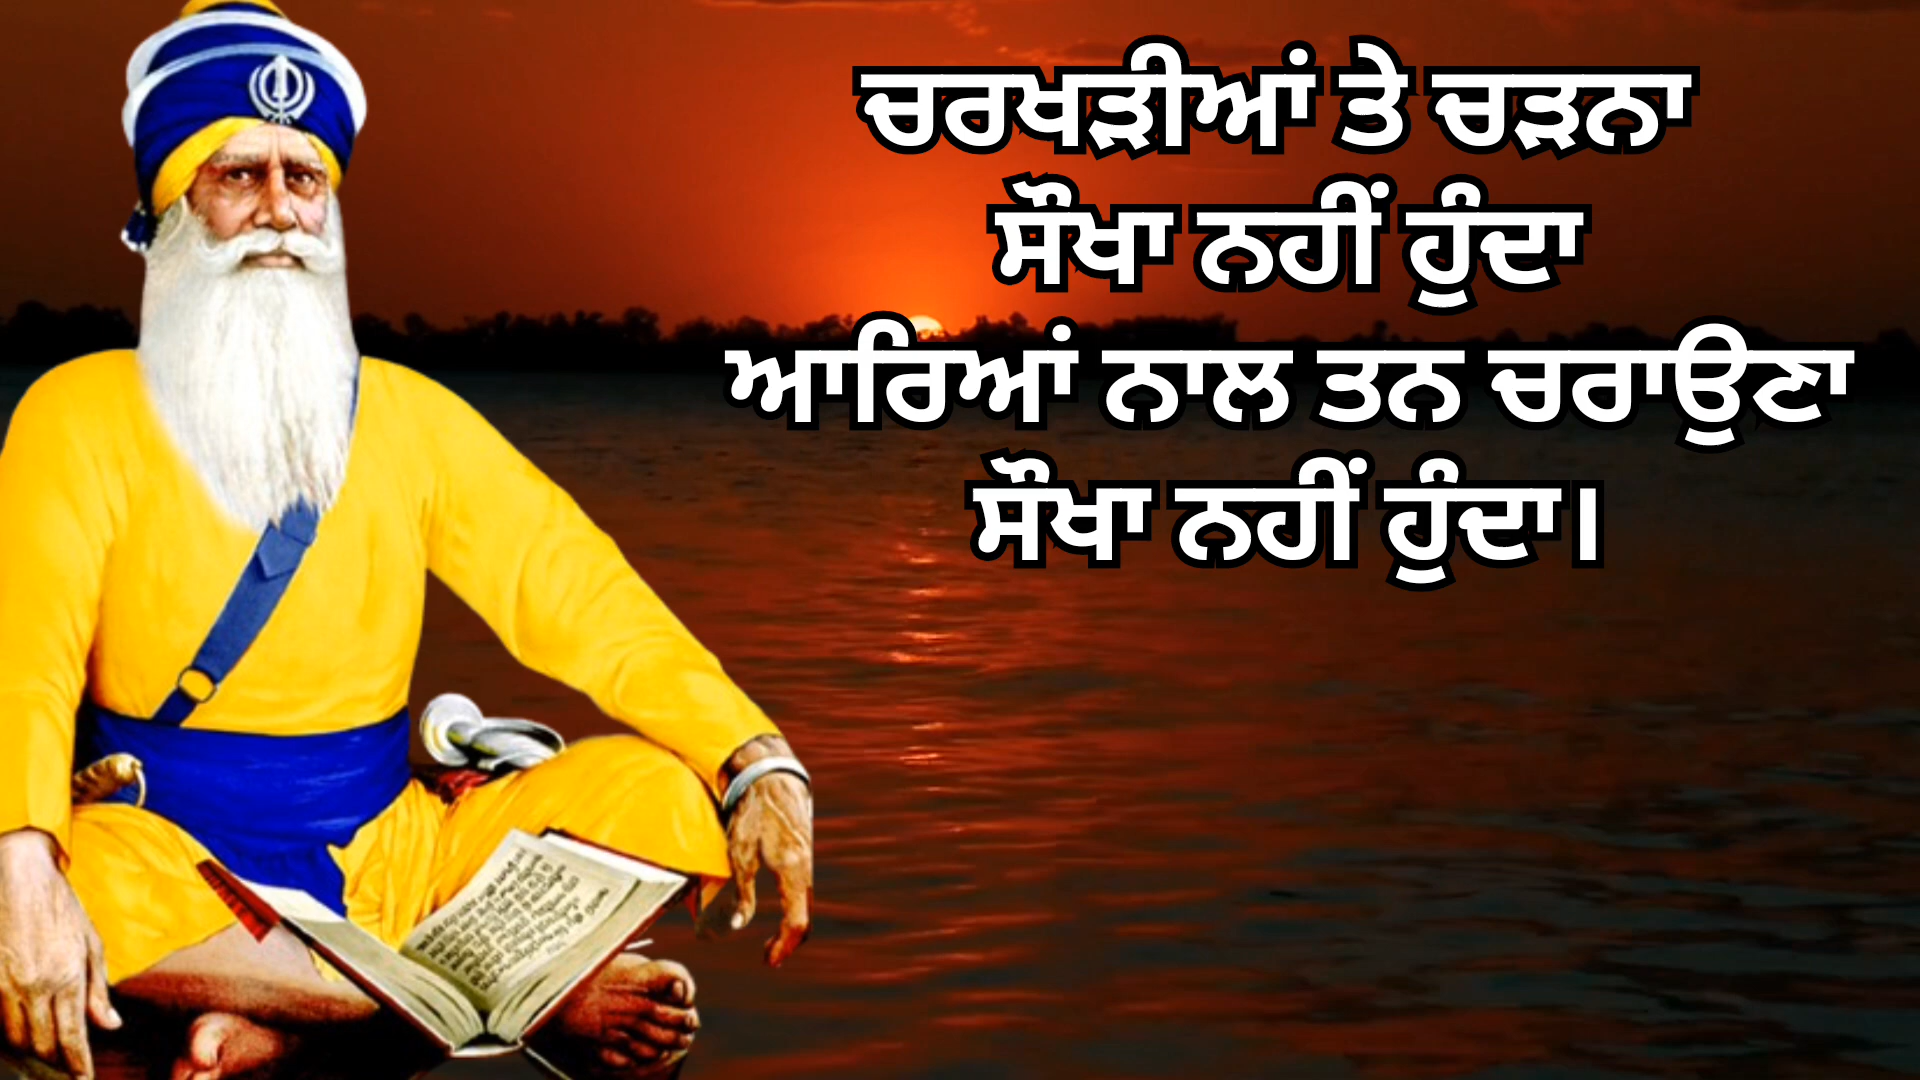 ਚਰਖੜੀਆਂ ਤੇ ਚੜਨਾ
ਸੌਖਾ ਨਹੀਂ ਹੁੰਦਾ
ਆਰਿਆਂ ਨਾਲ ਤਨ ਚਰਾਉਣਾ
ਸੌਖਾ ਨਹੀਂ ਹੁੰਦਾ।